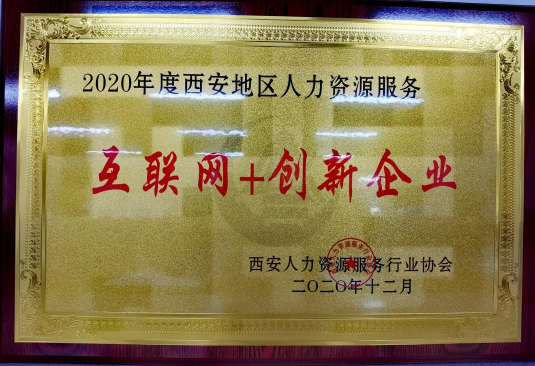 2020年度西安地区人力资源服务
互联网+创新企业
西安人力资源服务行业协会
二〇二〇年十二月